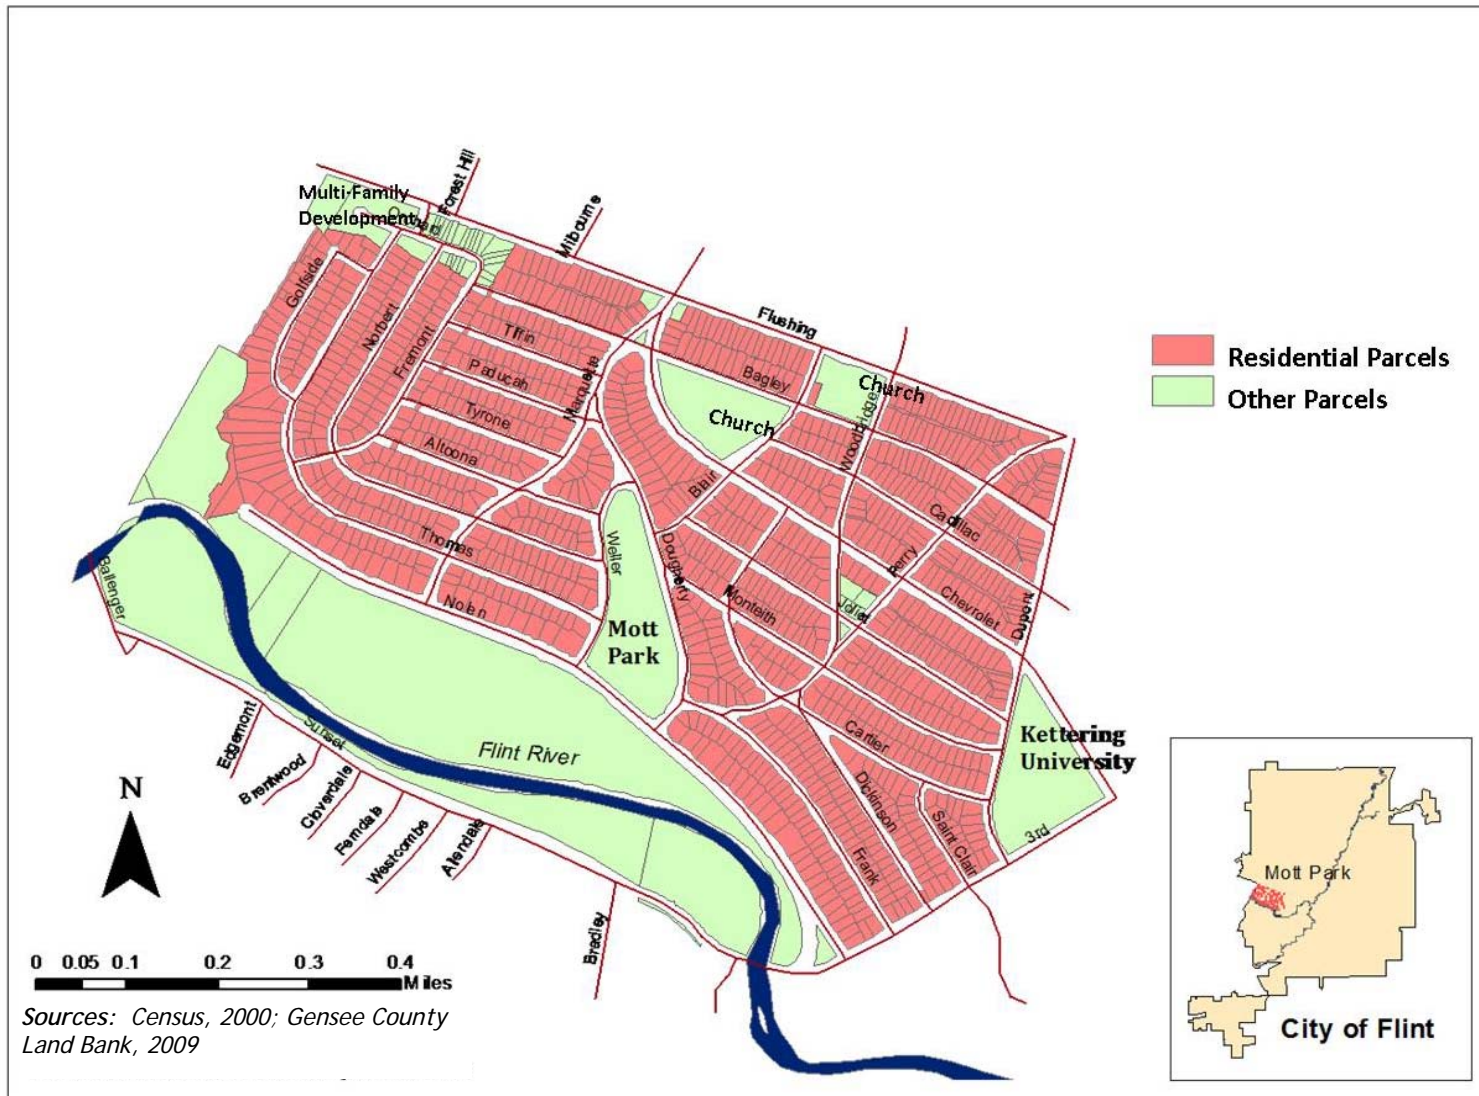 Multi-Family
Development
Orchard
Forest Hill
Milbourne
Flushing
Golfside
Norbert
Fremont
Tiffin
Paducah
Tyrone
Altoona
Marquette
Bagley
Church
Church
Woodbridge
Blair
Cadillac
Perry
Chevrolet
Joliet
Dupont
Thomas
Nolen
Weller
Dougherty
Monteith
Mott
Park
Ballenger
Sunset
Flint River
Cartier
Dickinson
Saint Clair
Frank
3rd
Kettering
University
Edgemont
Brentwood
Cloverdale
Ferndale
Westcombe
Allendale
Bradley
Residential Parcels
Other Parcels
N
0 0.05 0.1 0.2 0.3 0.4
Miles
Sources: Census, 2000; Gensee County
Land Bank, 2009
Mott Park
City of Flint